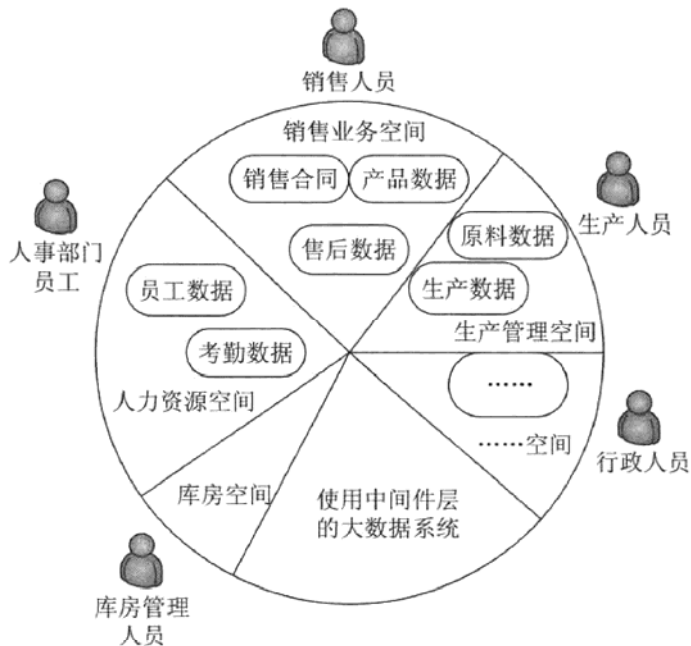 销售人员
销售业务空间
销售合同
产品数据
售后数据
生产人员
原料数据
生产数据
生产管理空间
人事部门
员工
员工数据
考勤数据
人力资源空间
……
……空间
行政人员
库房空间
使用中间件层
的大数据系统
库房管理
人员